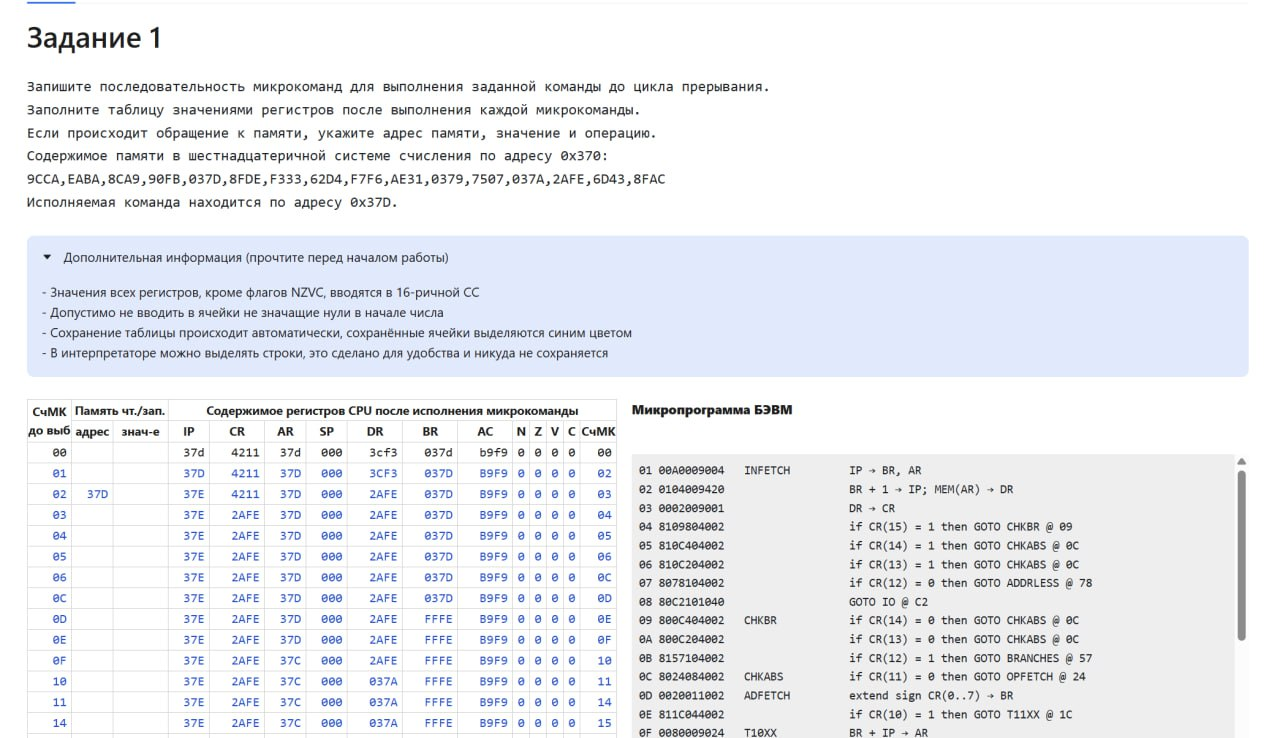 Задание 1
Запишите последовательность микрокоманд для выполнения заданной команды до цикла прерывания.
Заполните таблицу значениями регистров после выполнения каждой микрокоманды.
Если происходит обращение к памяти, укажите адрес памяти, значение и операцию.
Содержимое памяти в шестнадцатеричной системе счисления по адресу 0x370:
9CCA,EABA,8CA9,90FB,037D,8FDE,F333,62D4,F7F6,AE31,0379,7507,037A,2AFE,6D43,8FAC
Исполняемая команда находится по адресу 0x37D.
Дополнительная информация (прочтите перед началом работы)
- Значения всех регистров, кроме флагов NZVC, вводятся в 16-ричной СС
- Допустимо не вводить в ячейки не значащие нули в начале числа
- Сохранение таблицы происходит автоматически, сохранённые ячейки выделяются синим цветом
- В интерпретаторе можно выделять строки, это сделано для удобства и никуда не сохраняется
СчМК Память чт./зап. Содержимое регистров CPU после исполнения микрокоманды
до выб адрес знач-е IP CR AR SP DR BR AC N Z V C СчМК
00 37d 4211 37d 000 3cf3 037d b9f9 0 0 0 0 00
01 37D 4211 37D 000 3CF3 037D B9F9 0 0 0 0 02
02 37D 37E 4211 37D 000 2AFE 037D B9F9 0 0 0 0 03
03 37E 2AFE 37D 000 2AFE 037D B9F9 0 0 0 0 04
04 37E 2AFE 37D 000 2AFE 037D B9F9 0 0 0 0 05
05 37E 2AFE 37D 000 2AFE 037D B9F9 0 0 0 0 06
06 37E 2AFE 37D 000 2AFE 037D B9F9 0 0 0 0 0C
0C 37E 2AFE 37D 000 2AFE 037D B9F9 0 0 0 0 0D
0D 37E 2AFE 37D 000 2AFE FFFE B9F9 0 0 0 0 0E
0E 37E 2AFE 37D 000 2AFE FFFE B9F9 0 0 0 0 0F
0F 37E 2AFE 37C 000 2AFE FFFE B9F9 0 0 0 0 10
10 37E 2AFE 37C 000 037A FFFE B9F9 0 0 0 0 11
11 37E 2AFE 37C 000 037A FFFE B9F9 0 0 0 0 14
14 37E 2AFE 37C 000 037A FFFE B9F9 0 0 0 0 15
Микропрограмма БЭВМ
01 00A0009004 INFETCH IP → BR, AR
02 0104009420 BR + 1 → IP; MEM(AR) → DR
03 0002009001 DR → CR
04 8109804002 if CR(15) = 1 then GOTO CHKBR @ 09
05 810C404002 if CR(14) = 1 then GOTO CHKABS @ 0C
06 810C204002 if CR(13) = 1 then GOTO CHKABS @ 0C
07 8078104002 if CR(12) = 0 then GOTO ADDRLESS @ 78
08 80C2101040 GOTO IO @ C2
09 800C404002 CHKBR if CR(14) = 0 then GOTO CHKABS @ 0C
0A 800C204002 if CR(13) = 0 then GOTO CHKABS @ 0C
0B 8157104002 if CR(12) = 1 then GOTO BRANCHES @ 57
0C 8024084002 CHKABS if CR(11) = 0 then GOTO OPFETCH @ 24
0D 0020011002 ADFETCH extend sign CR(0..7) → BR
0E 811C044002 if CR(10) = 1 then GOTO T11XX @ 1C
0F 0080009024 T10XX BR + IP → AR